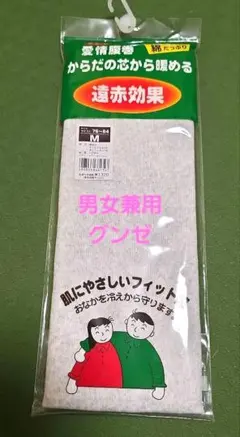 愛情腹巻
綿たっぷり
からだの芯から暖める
遠赤効果
76~84
M
男女兼用
グンゼ
肌にやさしいフィット
おなかを冷えから守ります